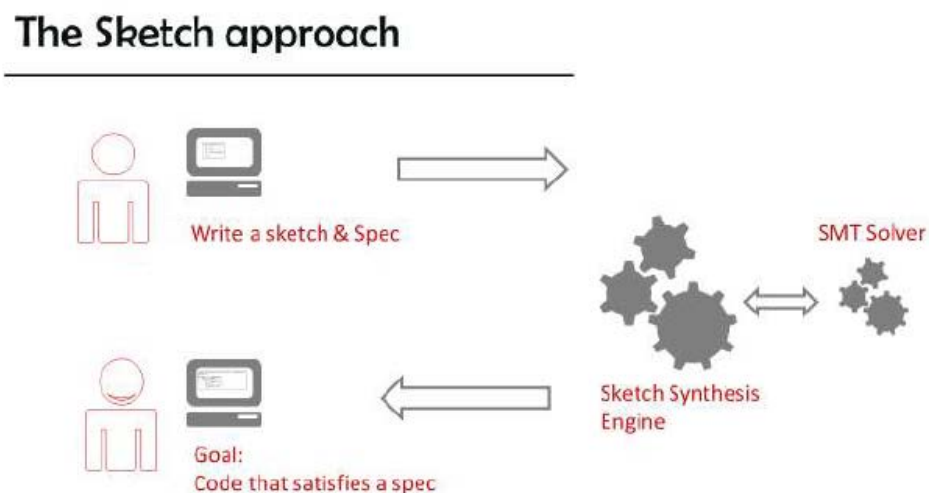 The Sketch approach
Write a sketch & Spec
SMT Solver
Sketch Synthesis
Engine
Goal:
Code that satisfies a spec